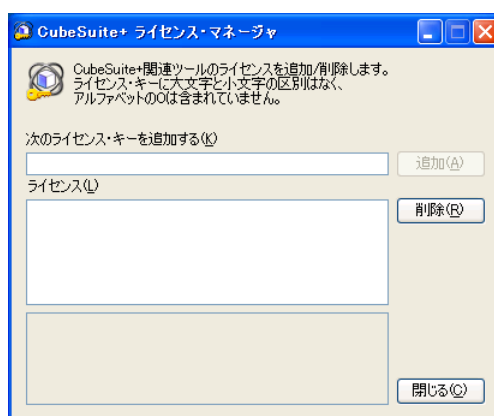 CubeSuite+ ライセンス・マネージャ
CubeSuite+関連ツールのライセンスを追加/削除します。
ライセンス・キーに大文字と小文字の区別はなく、
アルファベットのOは含まれていません。
次のライセンス・キーを追加する(K)
追加(A)
ライセンス(L)
削除(R)
閉じる(C)